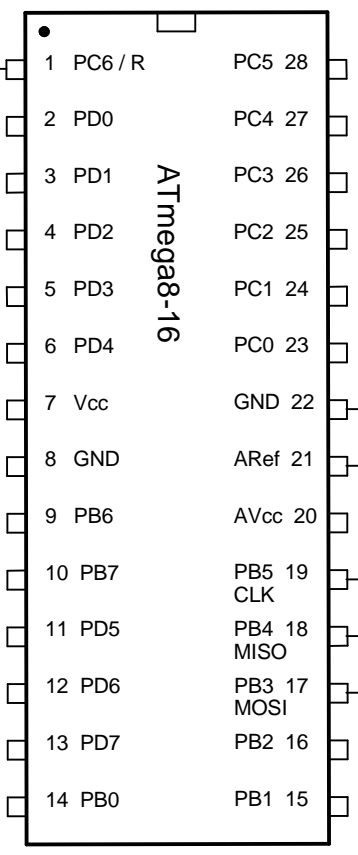 1 PC6 / R PC5 28
2 PD0 PC4 27
3 PD1 PC3 26
4 PD2 PC2 25
5 PD3 PC1 24
6 PD4 PC0 23
7 Vcc GND 22
8 GND ARef 21
9 PB6 AVcc 20
10 PB7 PB5 19
CLK
11 PD5 PB4 18
MISO
12 PD6 PB3 17
MOSI
13 PD7 PB2 16
14 PB0 PB1 15
ATmega8-16